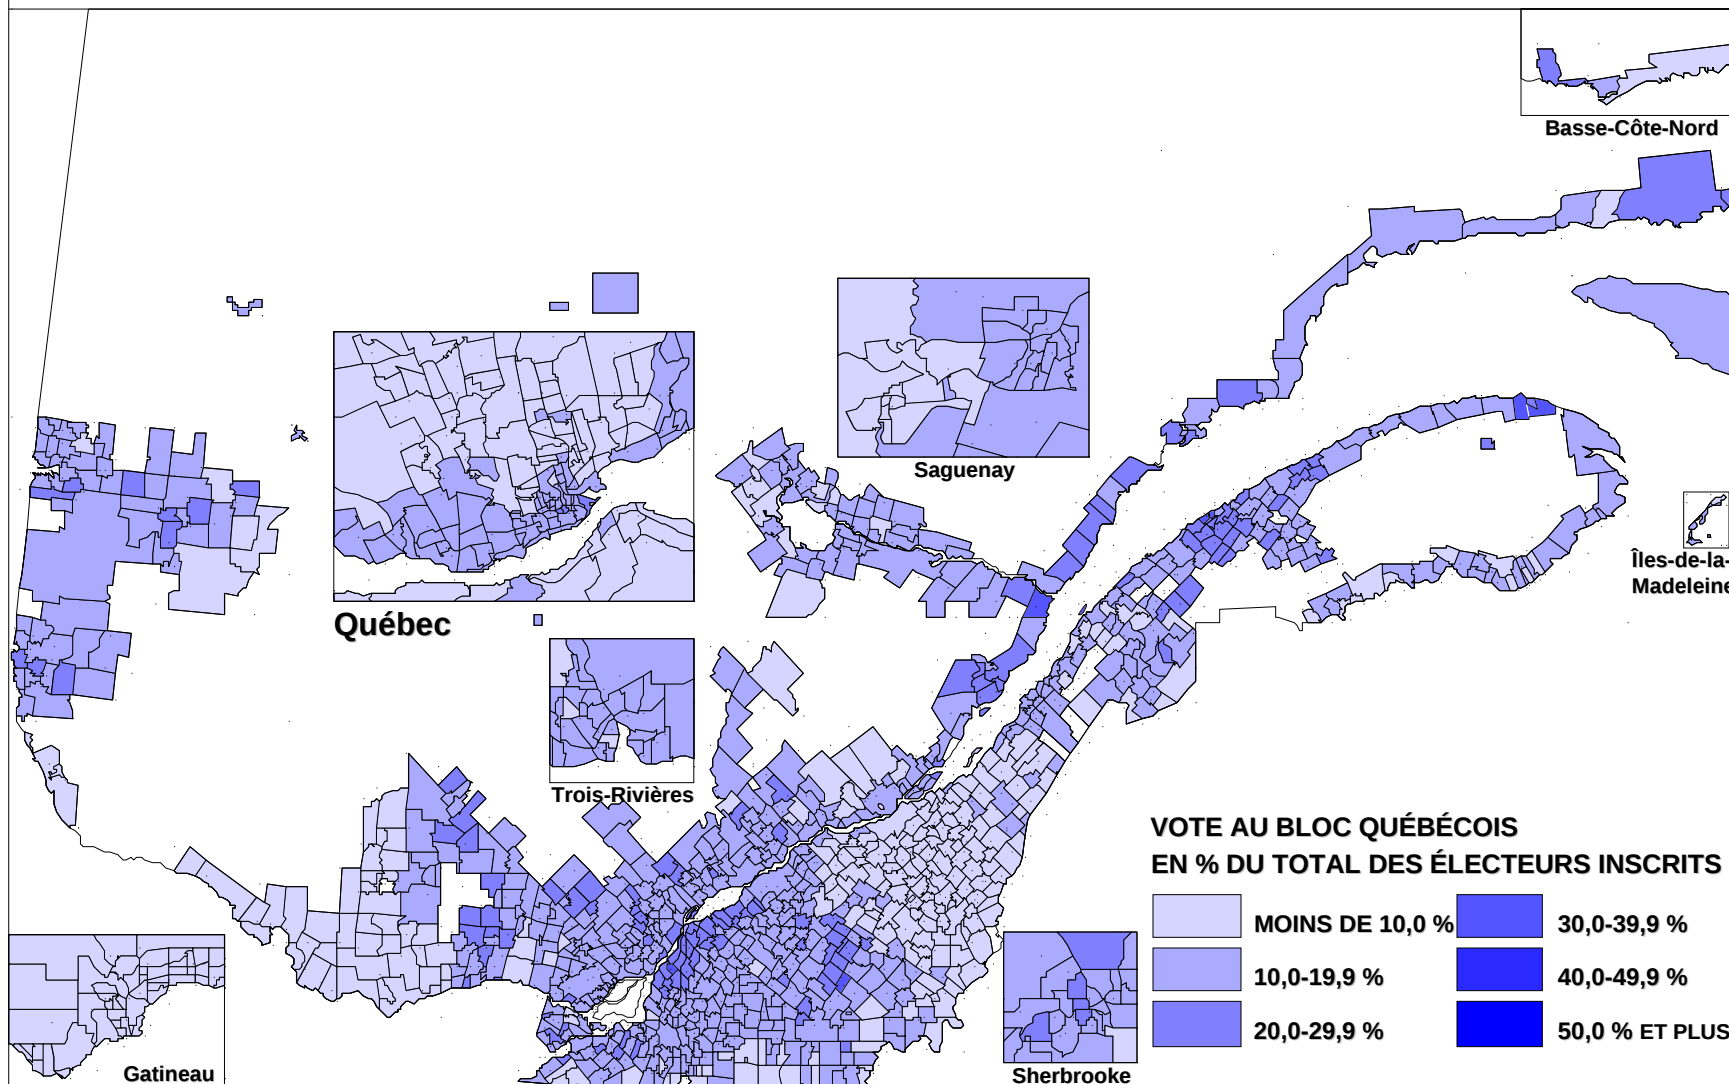 Basse-Côte-Nord
Saguenay
Îles-de-la-
Madeleine
Québec
Trois-Rivières
VOTE AU BLOC QUÉBÉCOIS
EN % DU TOTAL DES ÉLECTEURS INSCRITS
MOINS DE 10,0 %
30,0-39,9 %
10,0-19,9 %
40,0-49,9 %
20,0-29,9 %
50,0 % ET PLUS
Gatineau
Sherbrooke